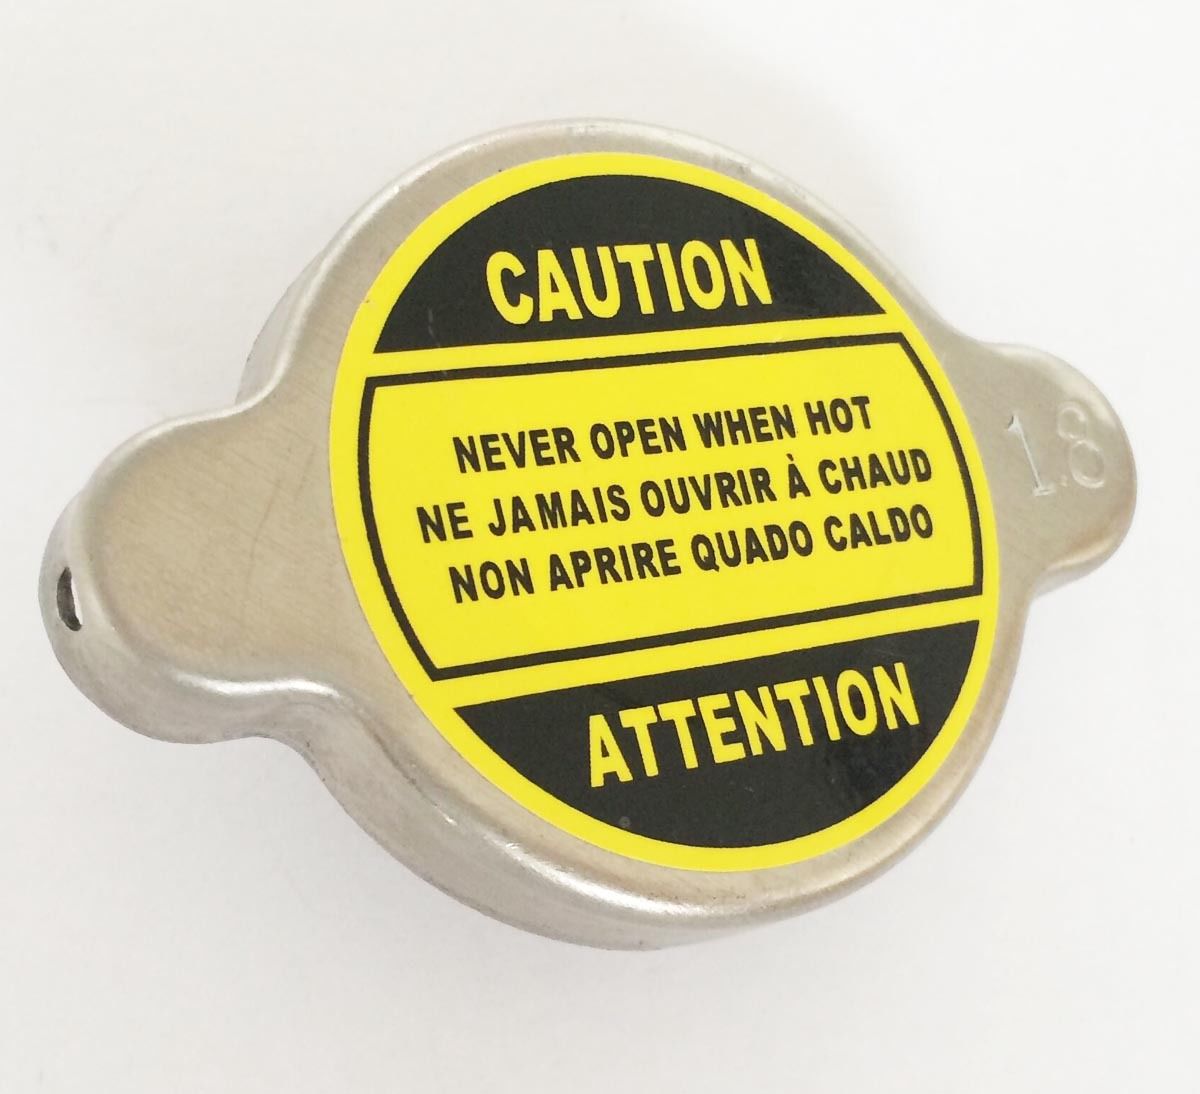 CAUTION
NEVER OPEN WHEN HOT
NE JAMAIS OUVRIR À CHAUD
NON APRIRE QUADO CALDO
ATTENTION
1.8